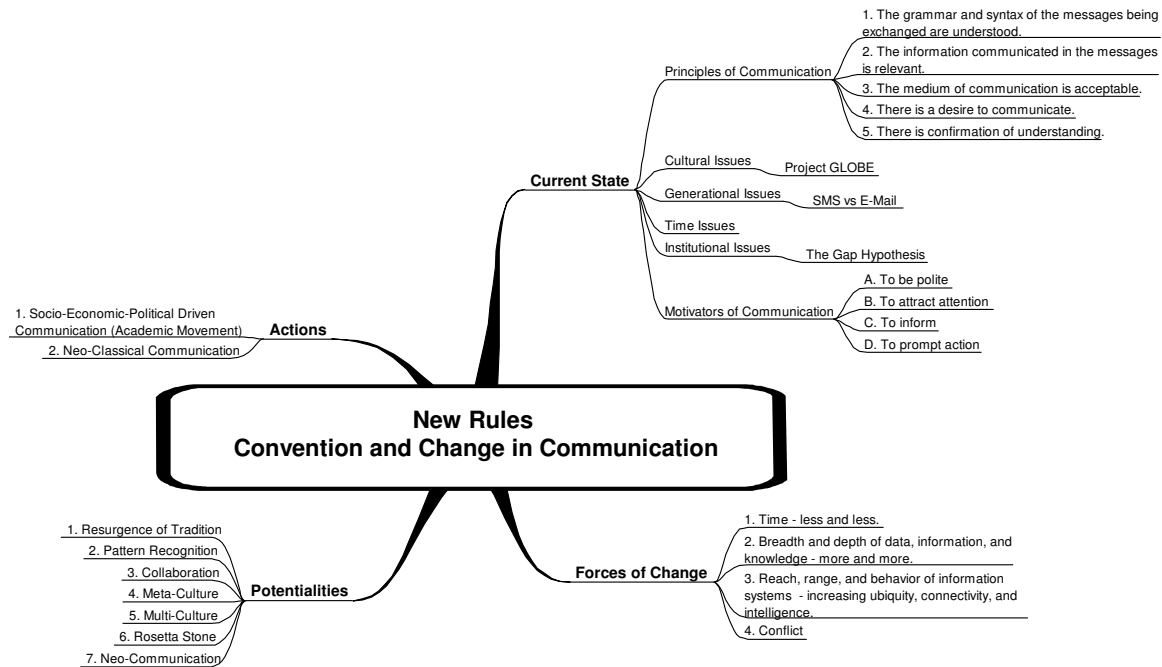 New Rules
Convention and Change in Communication
Current State
Principles of Communication
1. The grammar and syntax of the messages being
exchanged are understood.
2. The information communicated in the messages
is relevant.
3. The medium of communication is acceptable.
4. There is a desire to communicate.
5. There is confirmation of understanding.
Cultural Issues
Project GLOBE
Generational Issues
SMS vs E-Mail
Time Issues
Institutional Issues
The Gap Hypothesis
Motivators of Communication
A. To be polite
B. To attract attention
C. To inform
D. To prompt action
Forces of Change
1. Time - less and less.
2. Breadth and depth of data, information, and
knowledge - more and more.
3. Reach, range, and behavior of information
systems - increasing ubiquity, connectivity, and
intelligence.
4. Conflict
Potentialities
1. Resurgence of Tradition
2. Pattern Recognition
3. Collaboration
4. Meta-Culture
5. Multi-Culture
6. Rosetta Stone
7. Neo-Communication
Actions
1. Socio-Economic-Political Driven
Communication (Academic Movement)
2. Neo-Classical Communication